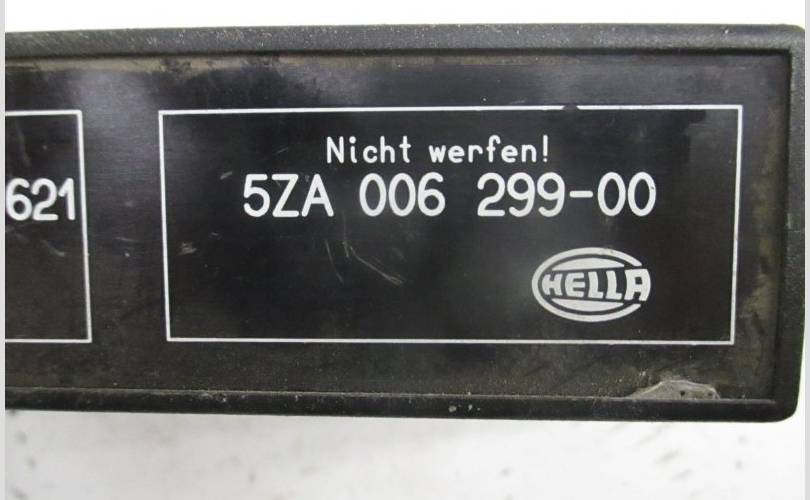 621
Nicht werfen!
5ZA 006 299-00
HELLA